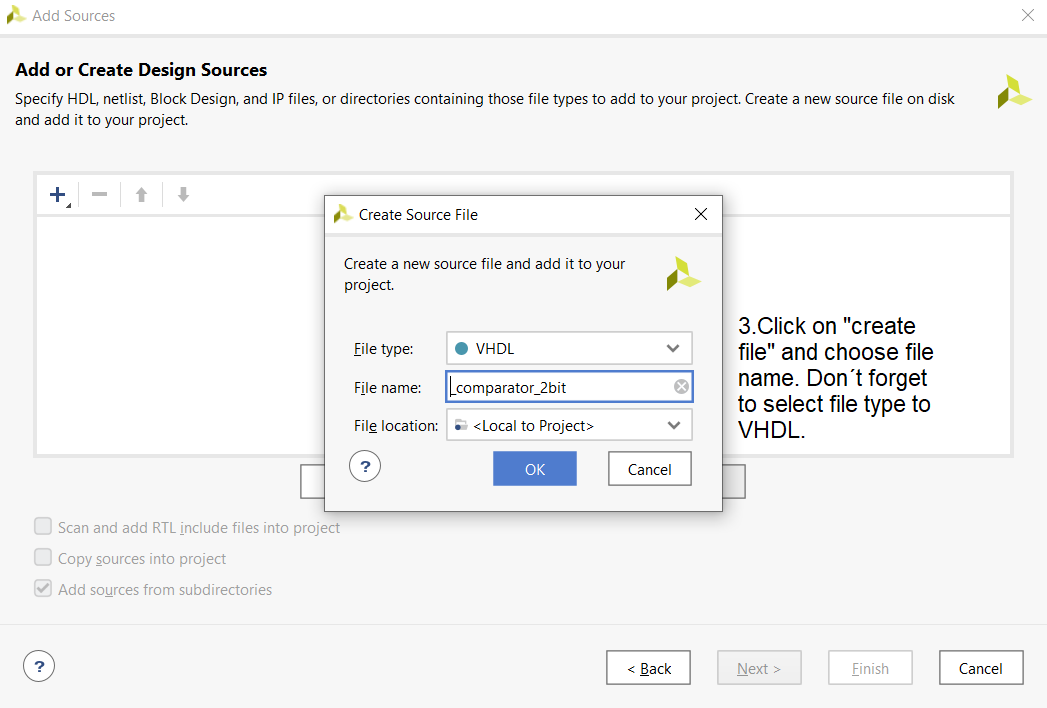 Add Sources
Add or Create Design Sources
Specify HDL, netlist, Block Design, and IP files, or directories containing those file types to add to your project. Create a new source file on disk
and add it to your project.
Create Source File
Create a new source file and add it to your
project.
File type:
VHDL
File name:
_comparator_2bit
File location:
<Local to Project>
?
OK
Cancel
3.Click on "create
file" and choose file
name. Don´t forget
to select file type to
VHDL.
Scan and add RTL include files into project
Copy sources into project
Add sources from subdirectories
?
< Back
Next >
Finish
Cancel